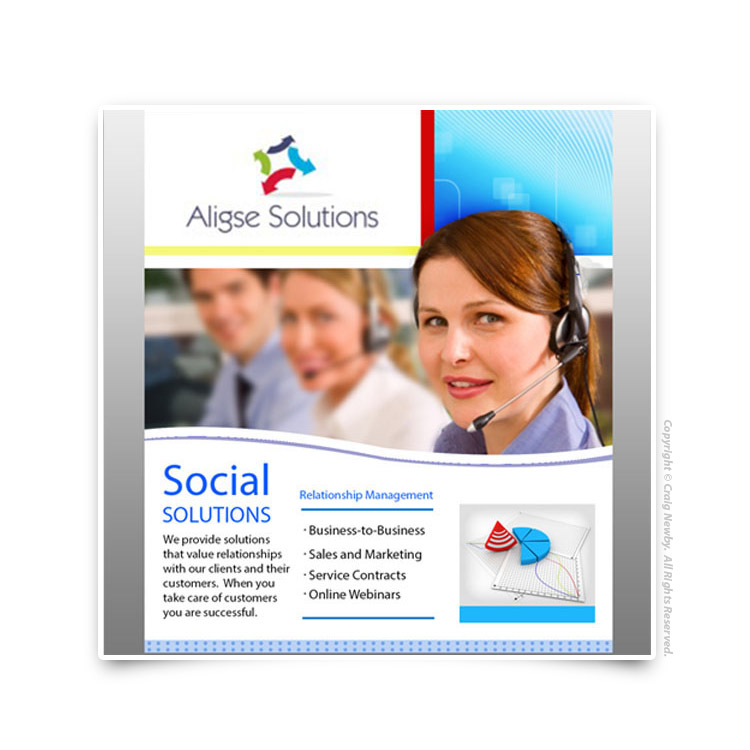 Aligse Solutions
Social
SOLUTIONS
We provide solutions
that value relationships
with our clients and their
customers.  When you
take care of customers
you are successful.
Relationship Management
· Business-to-Business
· Sales and Marketing
· Service Contracts
· Online Webinars
Copyright © Craig Newby. All Rights Reserved.